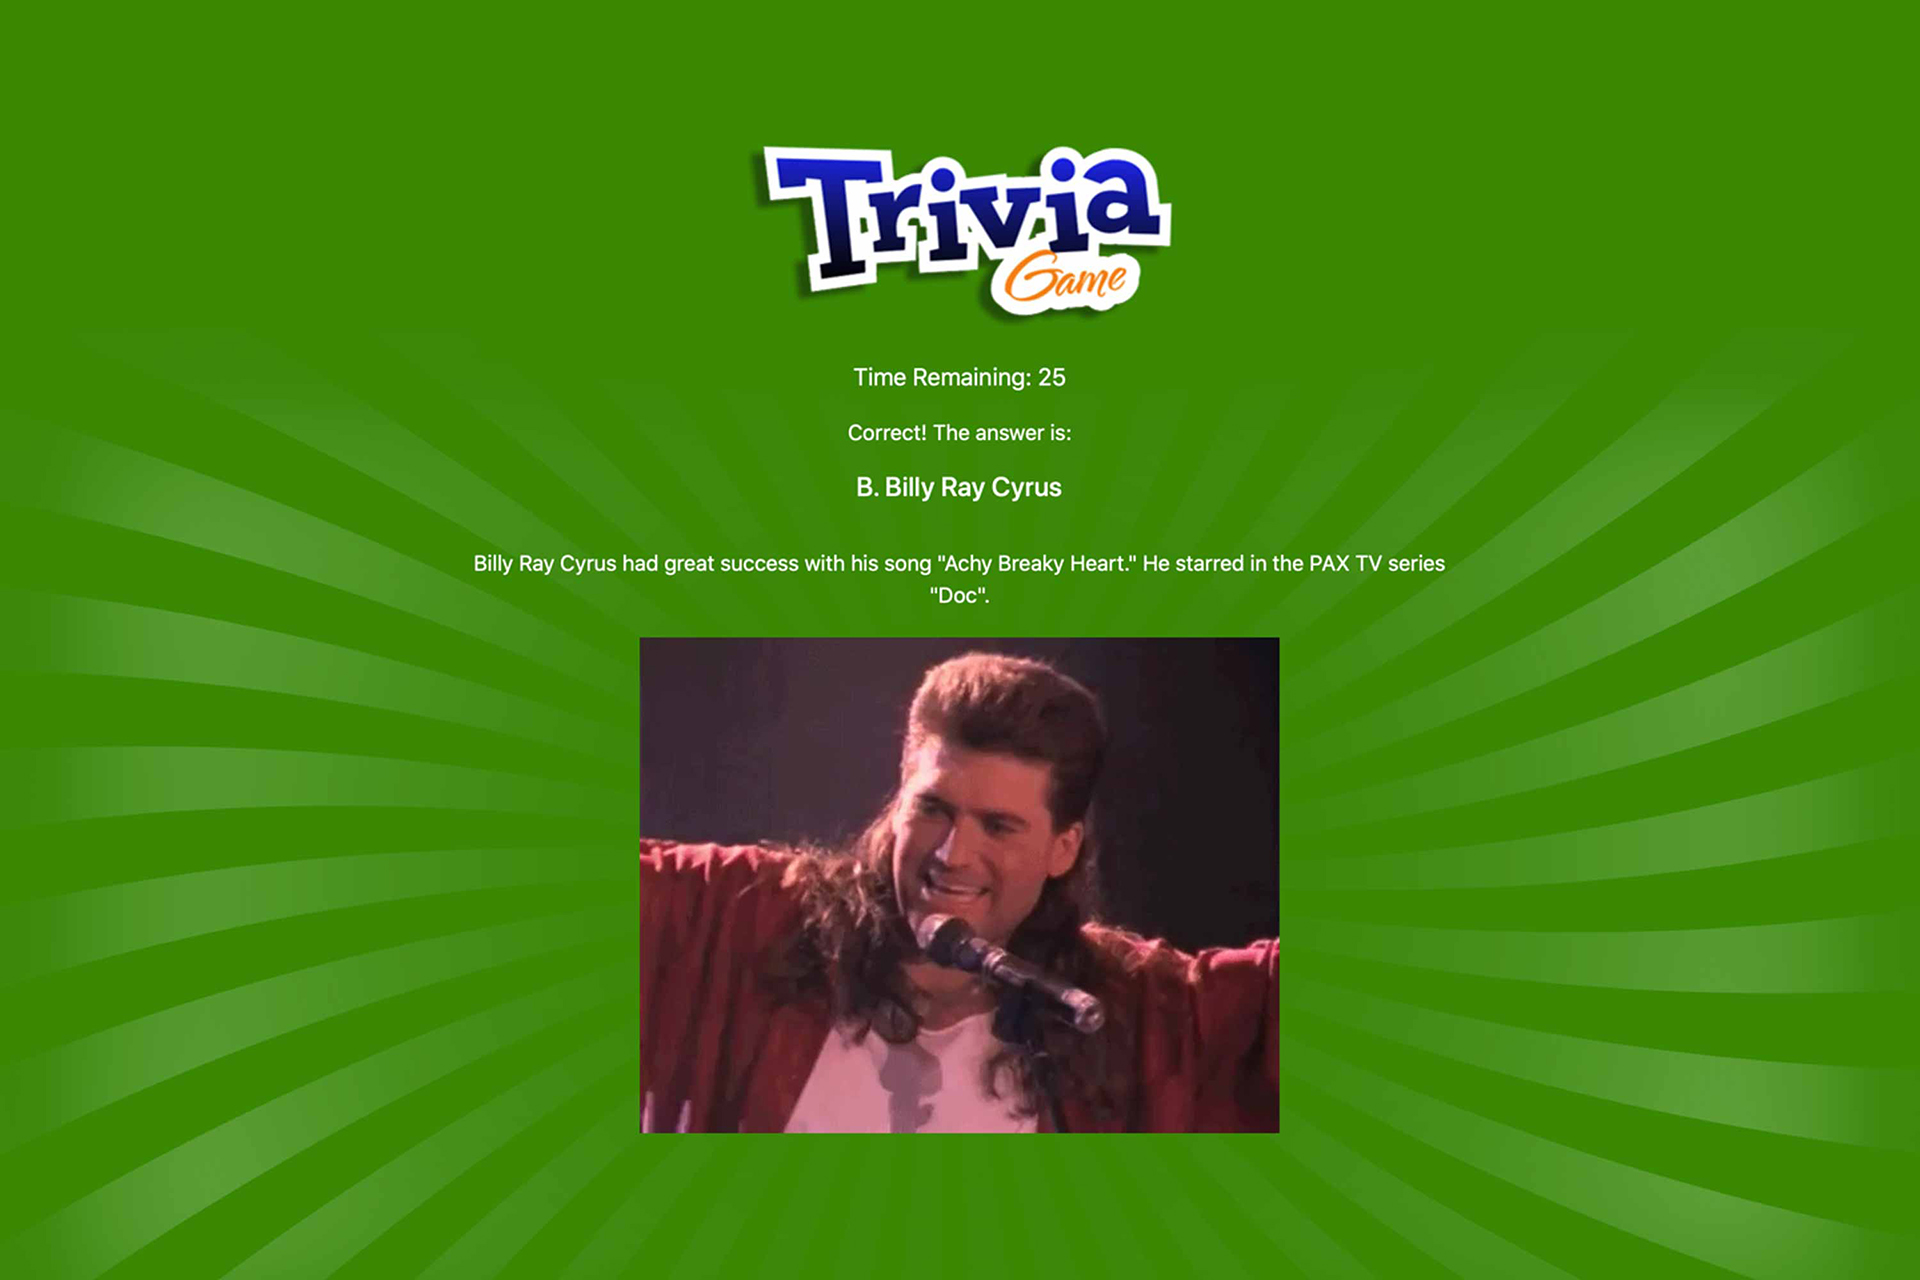 Trivia
Game
Time Remaining: 25
Correct! The answer is:
B. Billy Ray Cyrus
Billy Ray Cyrus had great success with his song "Achy Breaky Heart." He starred in the PAX TV series
"Doc".